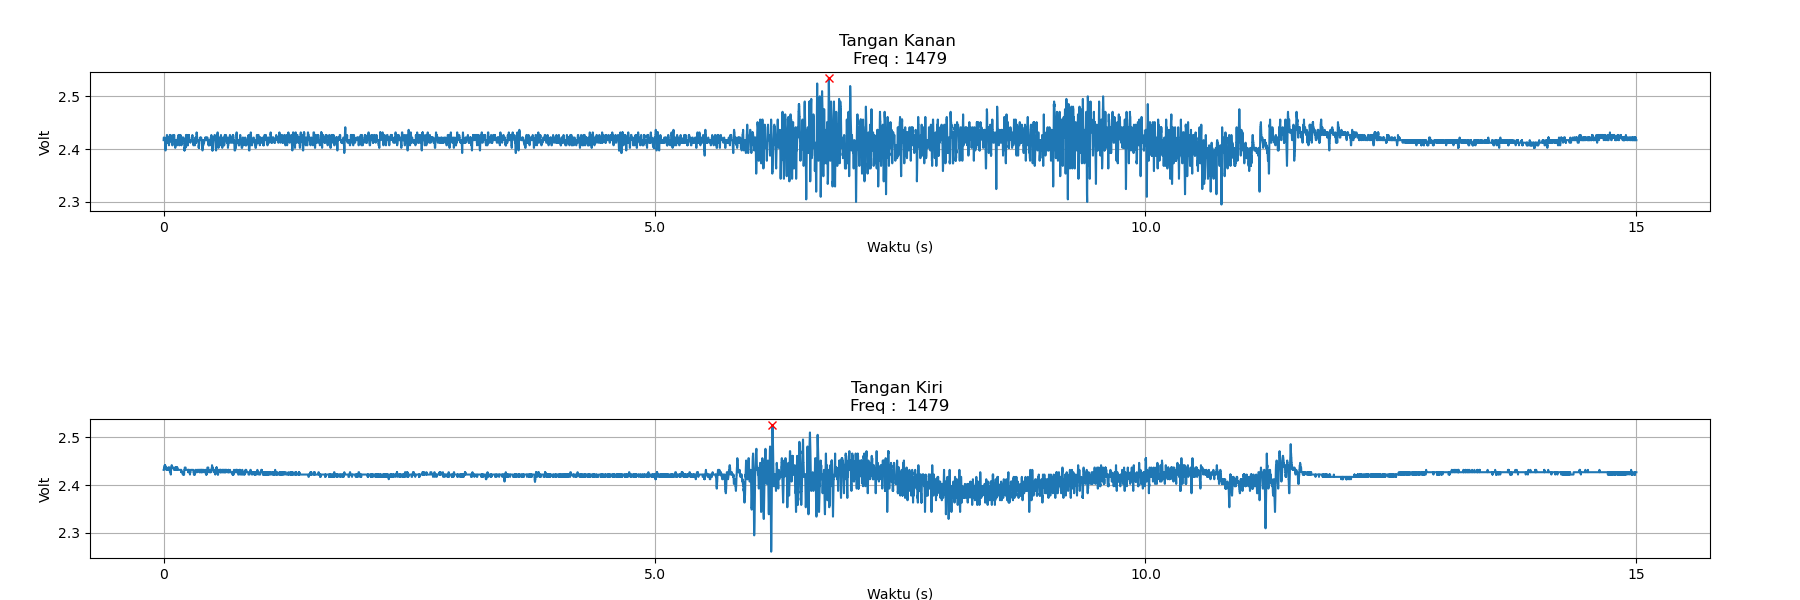 Tangan Kanan
Freq : 1479
Volt
2.5
2.4
2.3
0 5.0 10.0 15
Waktu (s)
Tangan Kiri
Freq :  1479
Volt
2.5
2.4
2.3
0 5.0 10.0 15
Waktu (s)